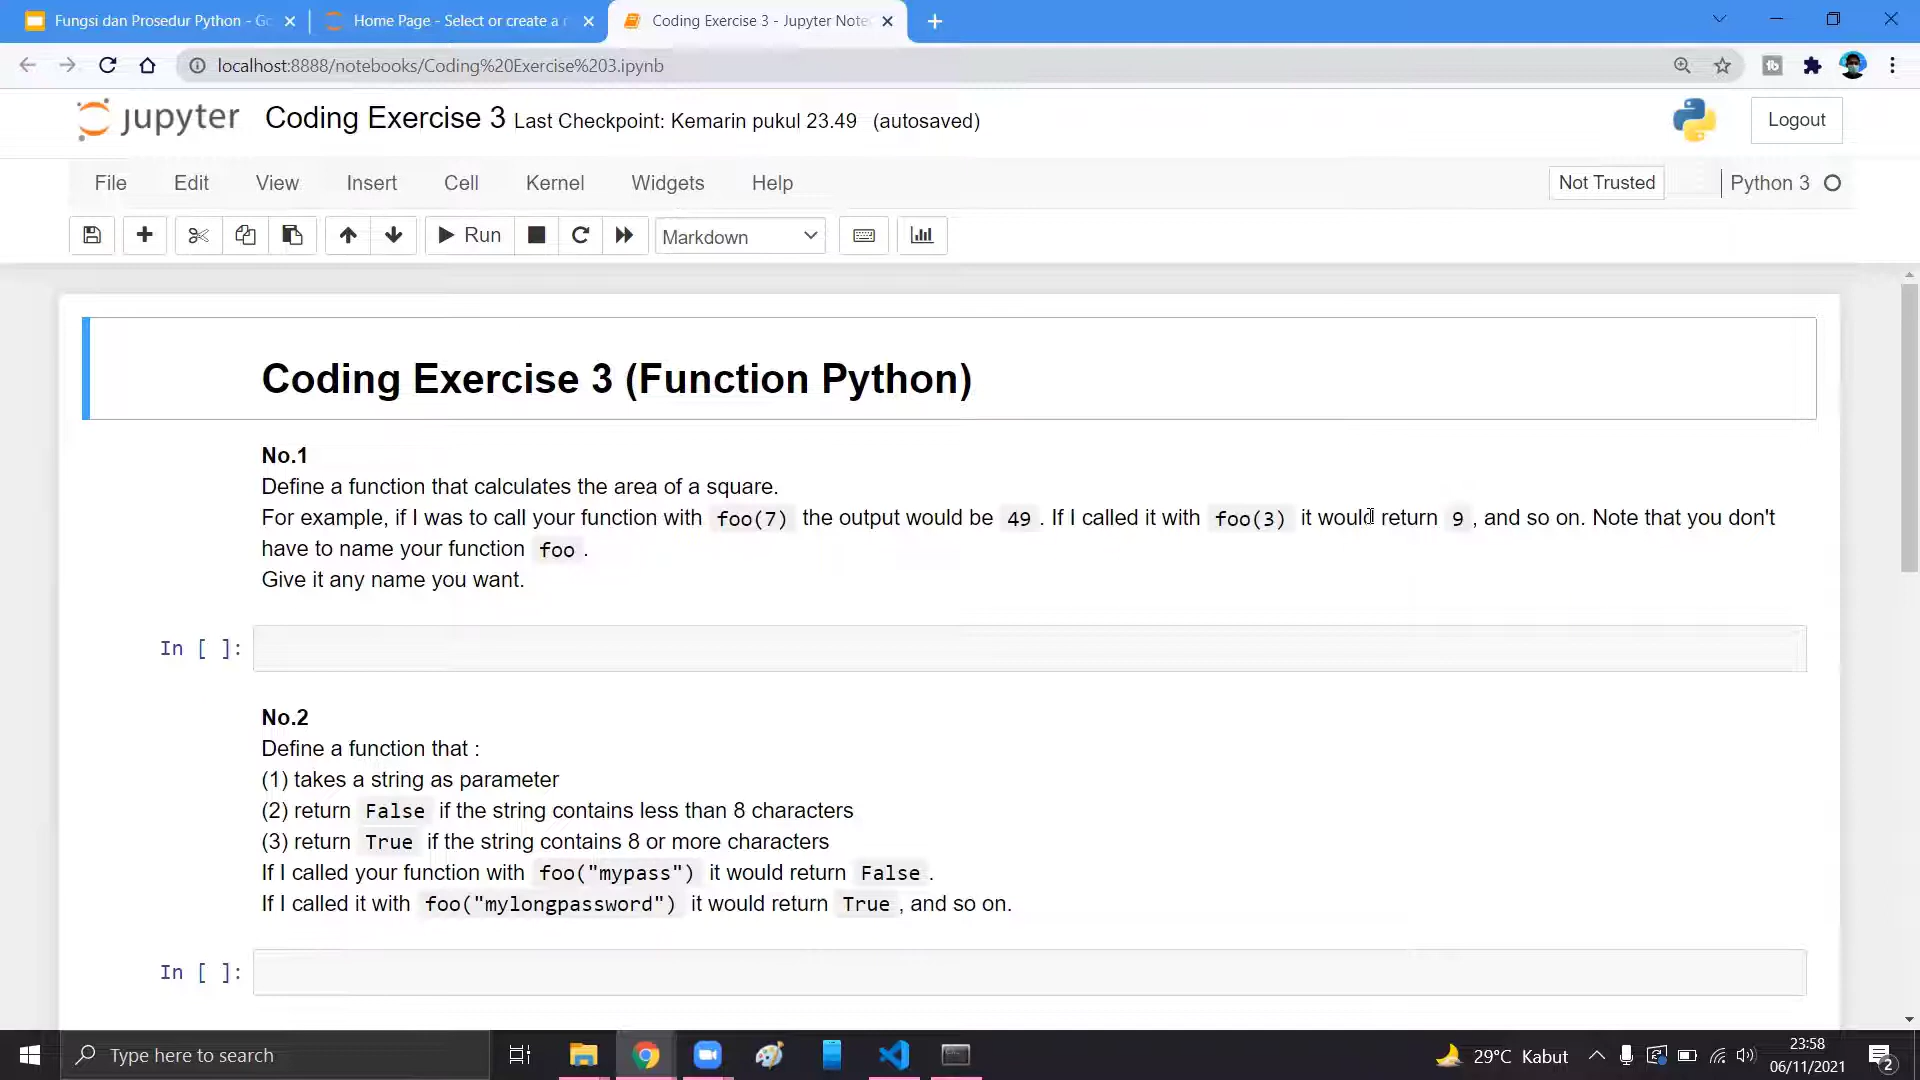 Fungsi dan Prosedur Python - Go
Home Page - Select or create a n
Coding Exercise 3 - Jupyter Note
localhost:8888/notebooks/Coding%20Exercise%203.ipynb
jupyter Coding Exercise 3 Last Checkpoint: Kemarin pukul 23.49 (autosaved)
Logout
File Edit View Insert Cell Kernel Widgets Help
Not Trusted
Python 3
Run
Markdown
Coding Exercise 3 (Function Python)
No.1
Define a function that calculates the area of a square.
For example, if I was to call your function with foo(7) the output would be 49 . If I called it with foo(3) it would return 9 , and so on. Note that you don't
have to name your function foo .
Give it any name you want.
In [ ]:
No.2
Define a function that :
(1) takes a string as parameter
(2) return False if the string contains less than 8 characters
(3) return True if the string contains 8 or more characters
If I called your function with foo("mypass") it would return False .
If I called it with foo("mylongpassword") it would return True , and so on.
In [ ]:
Type here to search
29°C Kabut
23:58
06/11/2021
2